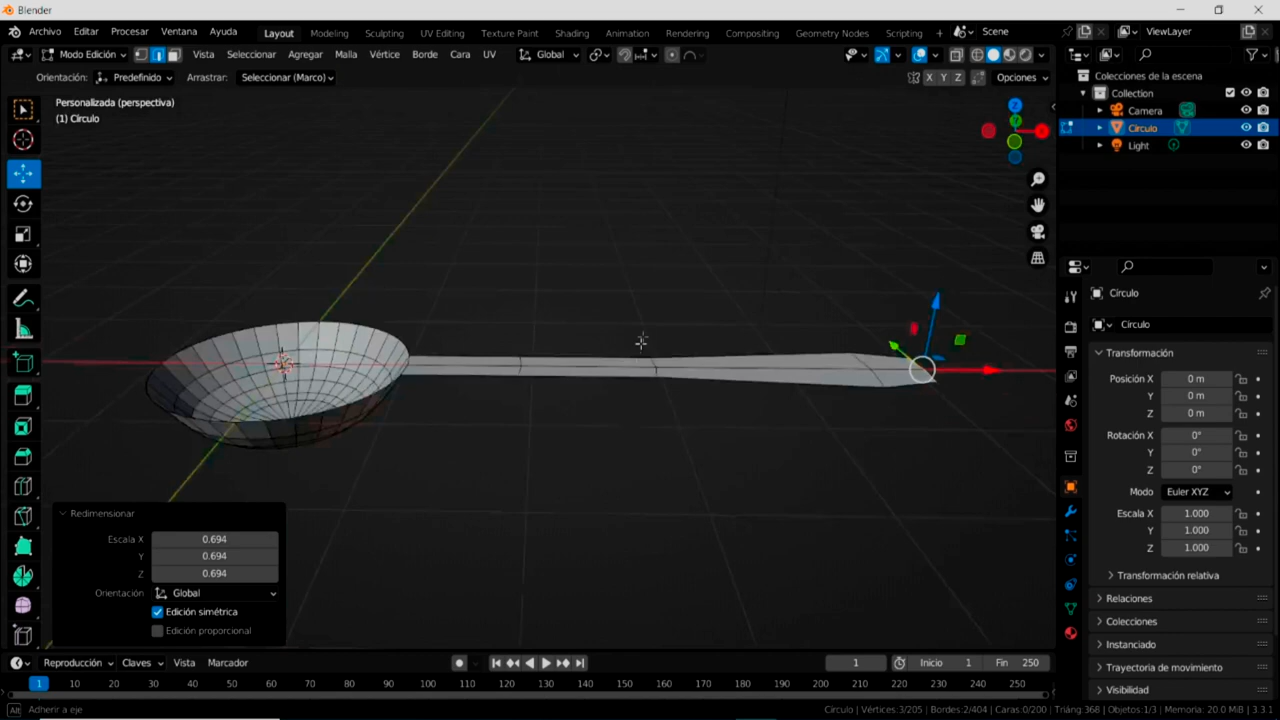 Blender
Archivo Editar Procesar Ventana Ayuda Layout Modeling Sculpting UV Editing Texture Paint Shading Animation Rendering Compositing Geometry Nodes Scripting + Scene ViewLayer
Modo Edición Vista Seleccionar Agregar Malla Vértice Borde Cara UV Global
Orientación: Predefinido Arrastrar: Seleccionar (Marco) X Y Z Opciones
Colecciones de la escena
Collection
Camera
Círculo
Light
Personalizada (perspectiva)
(1) Círculo
Z
Círculo
Círculo
Transformación
Posición X 0 m
Y 0 m
Z 0 m
Rotación X 0°
Y 0°
Z 0°
Modo Euler XYZ
Escala X 1.000
Y 1.000
Z 1.000
Transformación relativa
Relaciones
Colecciones
Instanciado
Trayectoria de movimiento
Visibilidad
Redimensionar
Escala X 0.694
Y 0.694
Z 0.694
Orientación Global
Edición simétrica
Edición proporcional
Reproducción Claves Vista Marcador 1 Inicio 1 Fin 250
1 10 20 30 40 50 60 70 80 90 100 110 120 130 140 150 160 170 180 190 200 210 220 230 240 250
Alt Adherir a eje
Círculo | Vértices:3/205 | Bordes:2/404 | Caras:0/200 | Triáng:368 | Objetos:1/3 | Memoria: 20.0 MiB | 3.3.1